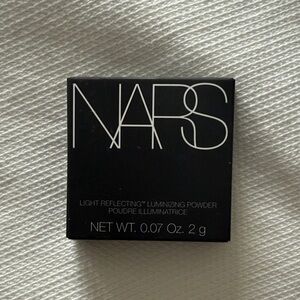 NARS
LIGHT REFLECTING™ LUMINIZING POWDER
POUDRE ILLUMINATRICE
NET WT. 0.07 Oz. 2 g